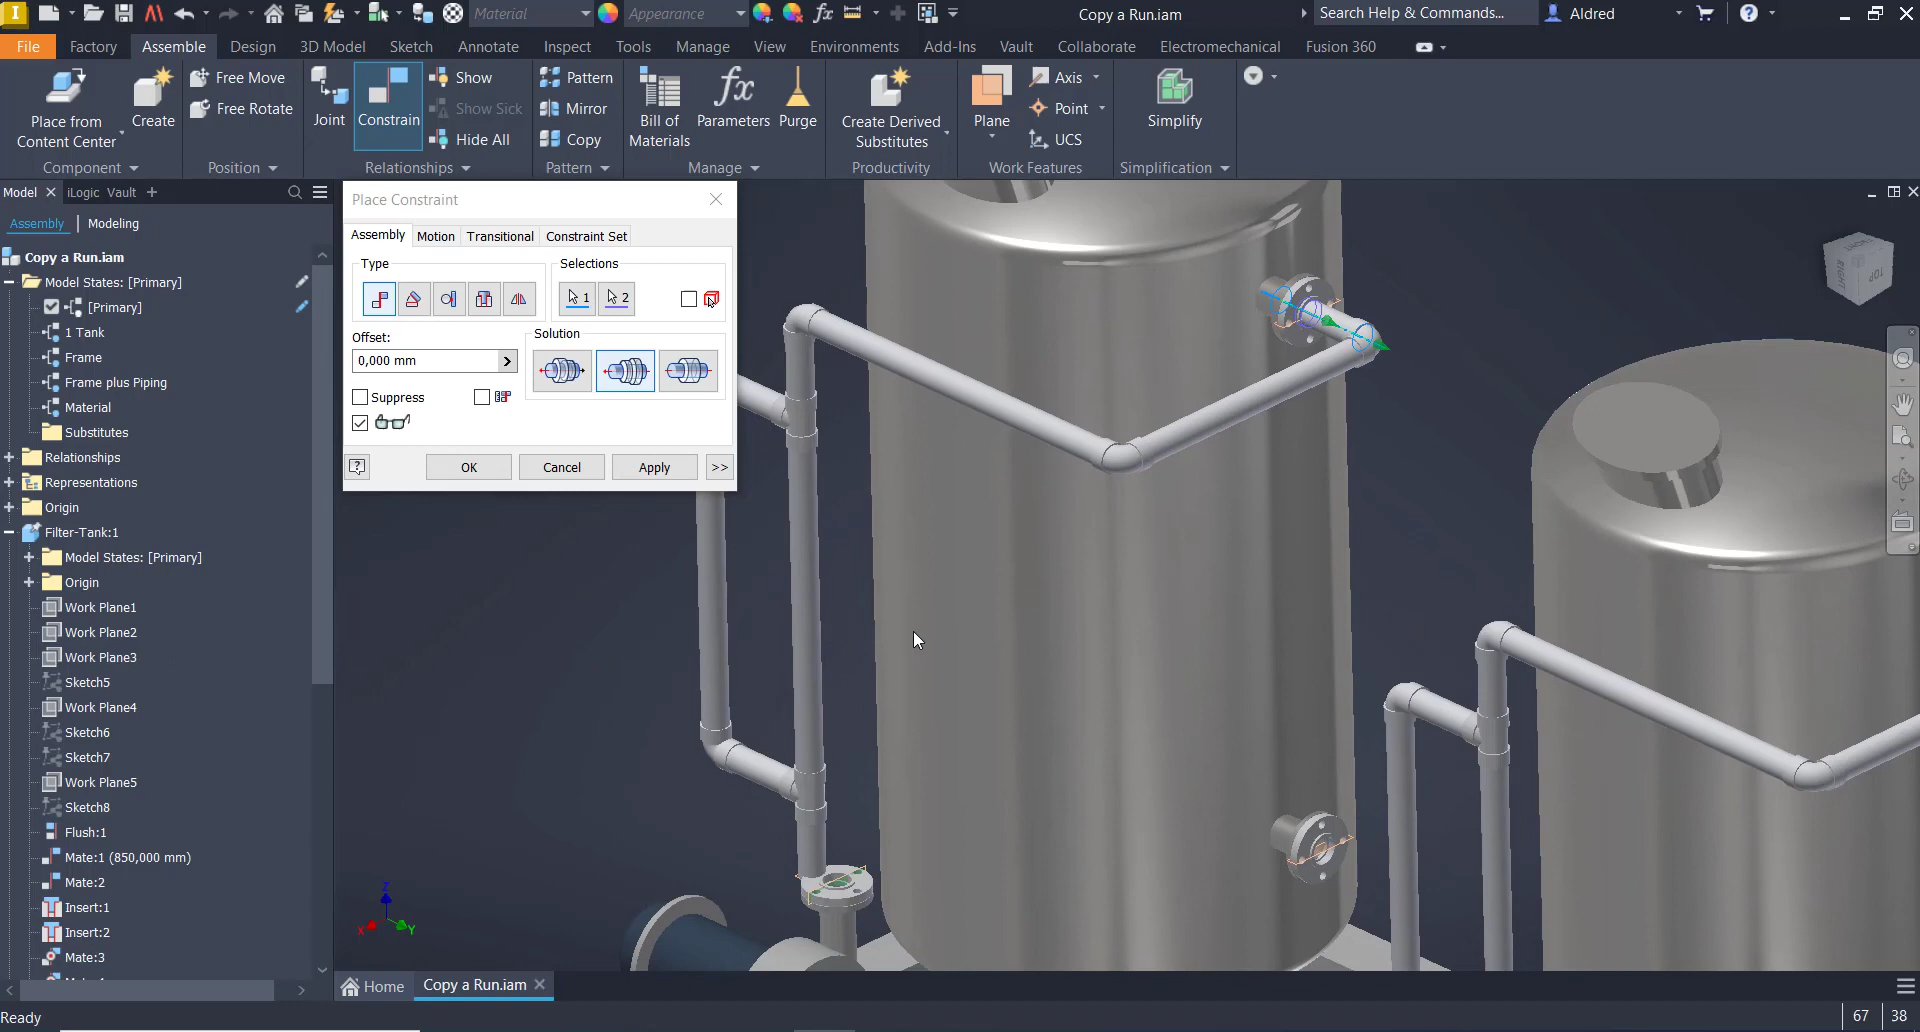 I
Material
Appearance
fx
Copy a Run.iam
Search Help & Commands...
Aldred
File Factory Assemble Design 3D Model Sketch Annotate Inspect Tools Manage View Environments Add-Ins Vault Collaborate Electromechanical Fusion 360
Place from
Content Center
Create
Free Move
Free Rotate
Joint
Constrain
Show
Show Sick
Hide All
Pattern
Mirror
Copy
Bill of
Materials
fx
Parameters
Purge
Create Derived
Substitutes
Plane
Axis
Point
UCS
Simplify
Component Position Relationships Pattern Manage Productivity Work Features Simplification
Model iLogic Vault
Assembly Modeling
Copy a Run.iam
Model States: [Primary]
[Primary]
1 Tank
Frame
Frame plus Piping
Material
Substitutes
Relationships
Representations
Origin
Filter-Tank:1
Model States: [Primary]
Origin
Work Plane1
Work Plane2
Work Plane3
Sketch5
Work Plane4
Sketch6
Sketch7
Work Plane5
Sketch8
Flush:1
Mate:1 (850,000 mm)
Mate:2
Insert:1
Insert:2
Mate:3
Place Constraint
Assembly Motion Transitional Constraint Set
Type
Selections
1
2
Offset:
0,000 mm
Solution
Suppress
OK Cancel Apply >>
RIGHT
TOP
Z
X
Y
Home
Copy a Run.iam
Ready
67 38